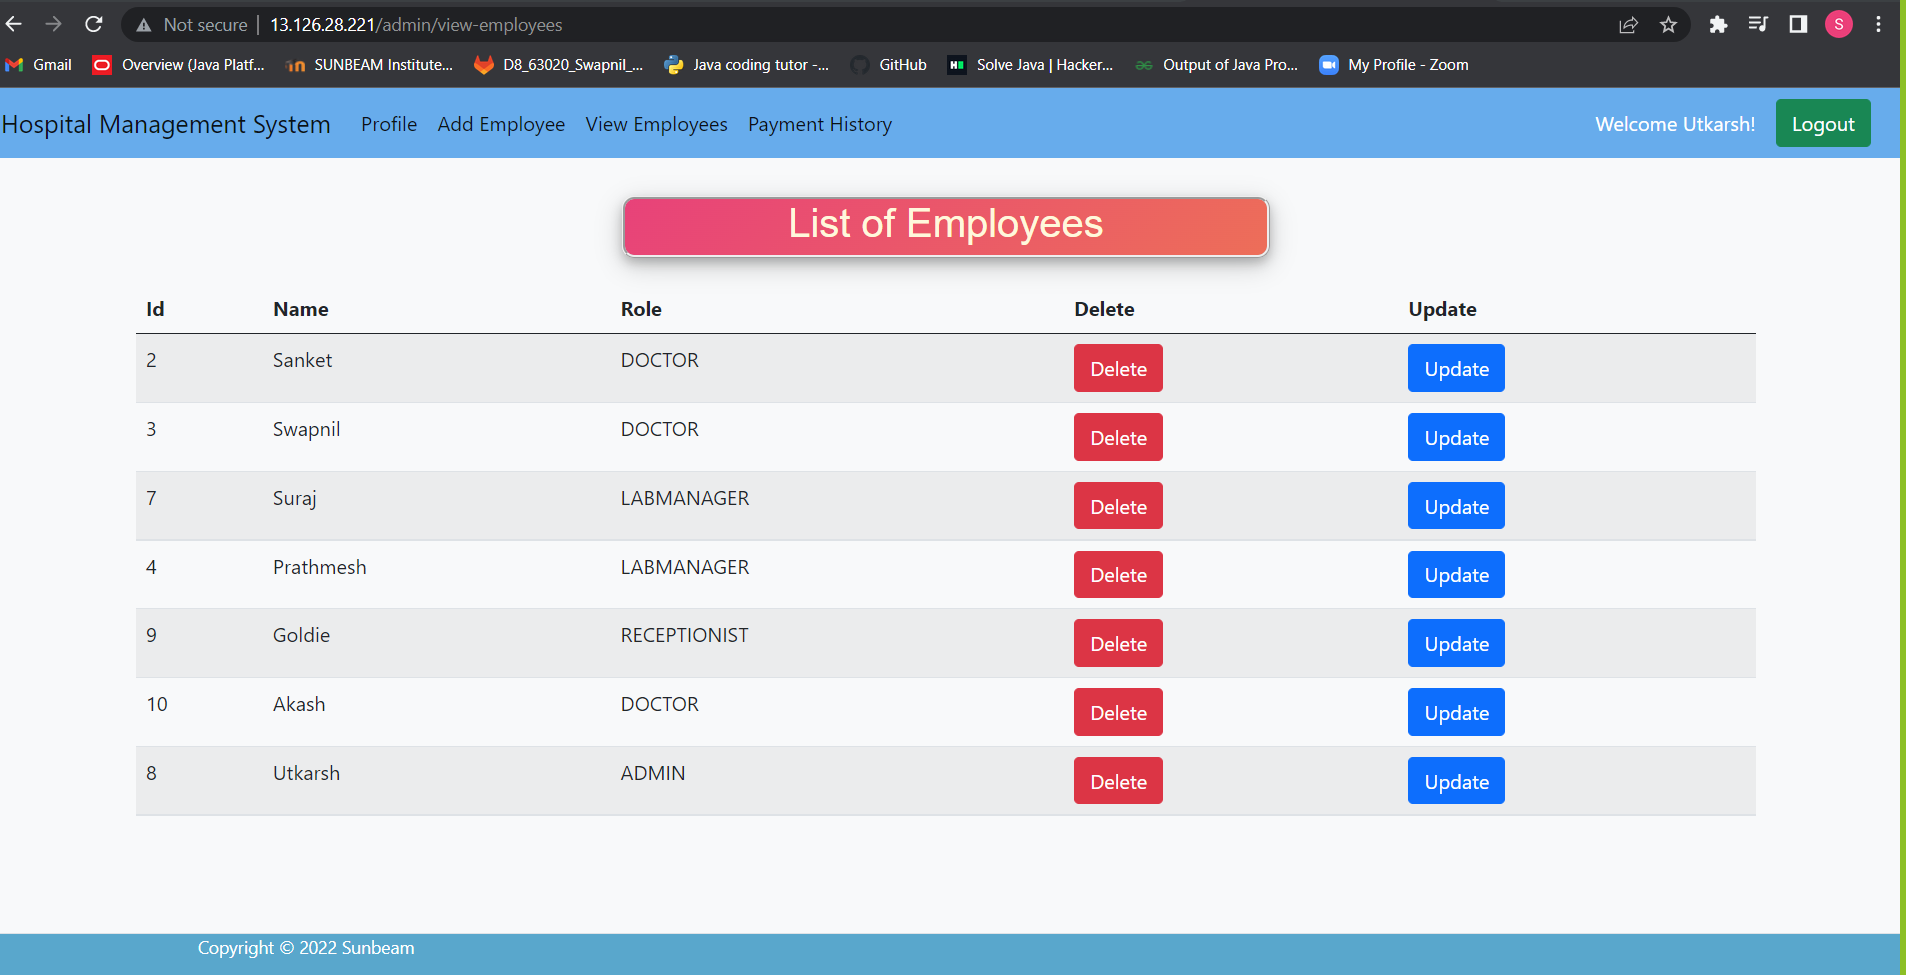 Not secure | 13.126.28.221/admin/view-employees S
Gmail Overview (Java Platf... SUNBEAM Institute... D8_63020_Swapnil_... Java coding tutor -... GitHub Solve Java | Hacker... Output of Java Pro... My Profile - Zoom
Hospital Management System Profile Add Employee View Employees Payment History Welcome Utkarsh! Logout
List of Employees
Id Name Role Delete Update
2 Sanket DOCTOR Delete Update
3 Swapnil DOCTOR Delete Update
7 Suraj LABMANAGER Delete Update
4 Prathmesh LABMANAGER Delete Update
9 Goldie RECEPTIONIST Delete Update
10 Akash DOCTOR Delete Update
8 Utkarsh ADMIN Delete Update
Copyright © 2022 Sunbeam